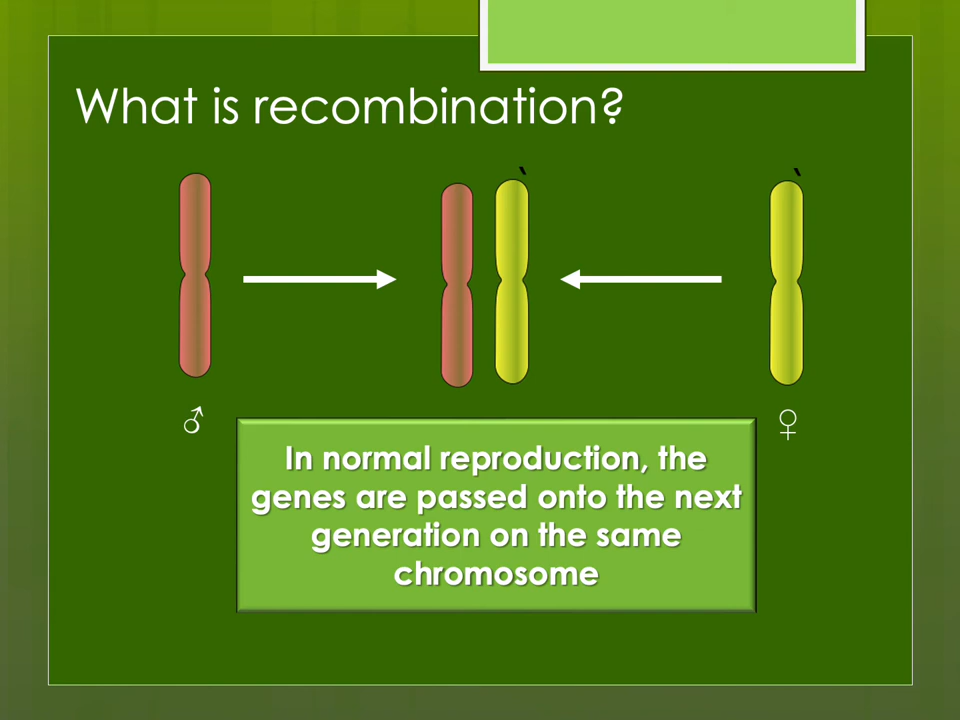 What is recombination?
` `
♂ ♀
In normal reproduction, the
genes are passed onto the next
generation on the same
chromosome